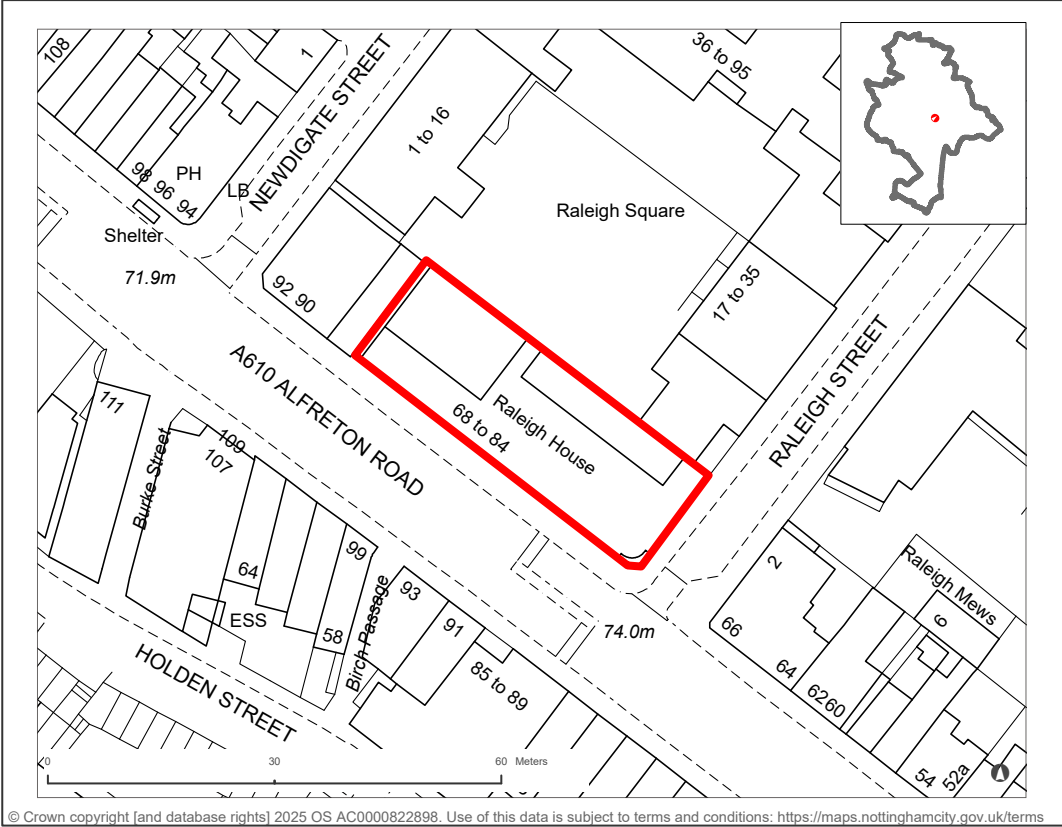 108
1
NEWDIGATE STREET
36 to 95
1 to 16
98
96
94
PH
LB
Shelter
71.9m
Raleigh Square
92
90
17 to 35
A610 ALFRETON ROAD
68 to 84
Raleigh House
RALEIGH STREET
111
Burke Street
109
107
99
64
ESS
58
Birch Passage
93
91
85 to 89
HOLDEN STREET
74.0m
2
66
64
62
60
Raleigh Mews
6
54
52a
0 30 60 Meters
© Crown copyright [and database rights] 2025 OS AC0000822898. Use of this data is subject to terms and conditions: https://maps.nottinghamcity.gov.uk/terms